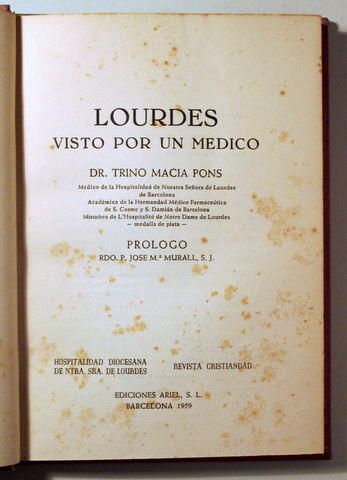 LOURDES
VISTO POR UN MEDICO
DR. TRINO MACIA PONS
Médico de la Hospitalidad de Nuestra Señora de Lourdes
de Barcelona
Académico de la Hermandad Médico Farmacéutica
de S. Cosme y S. Damián de Barcelona
Miembro de L'Hospitalité de Notre Dame de Lourdes
— medalla de plata —
PROLOGO
RDO. P. JOSE M.ª MURALL, S. J.
HOSPITALIDAD DIOCESANA
DE NTRA. SRA. DE LOURDES
REVISTA CRISTIANDAD
EDICIONES ARIEL, S. L.
BARCELONA 1959